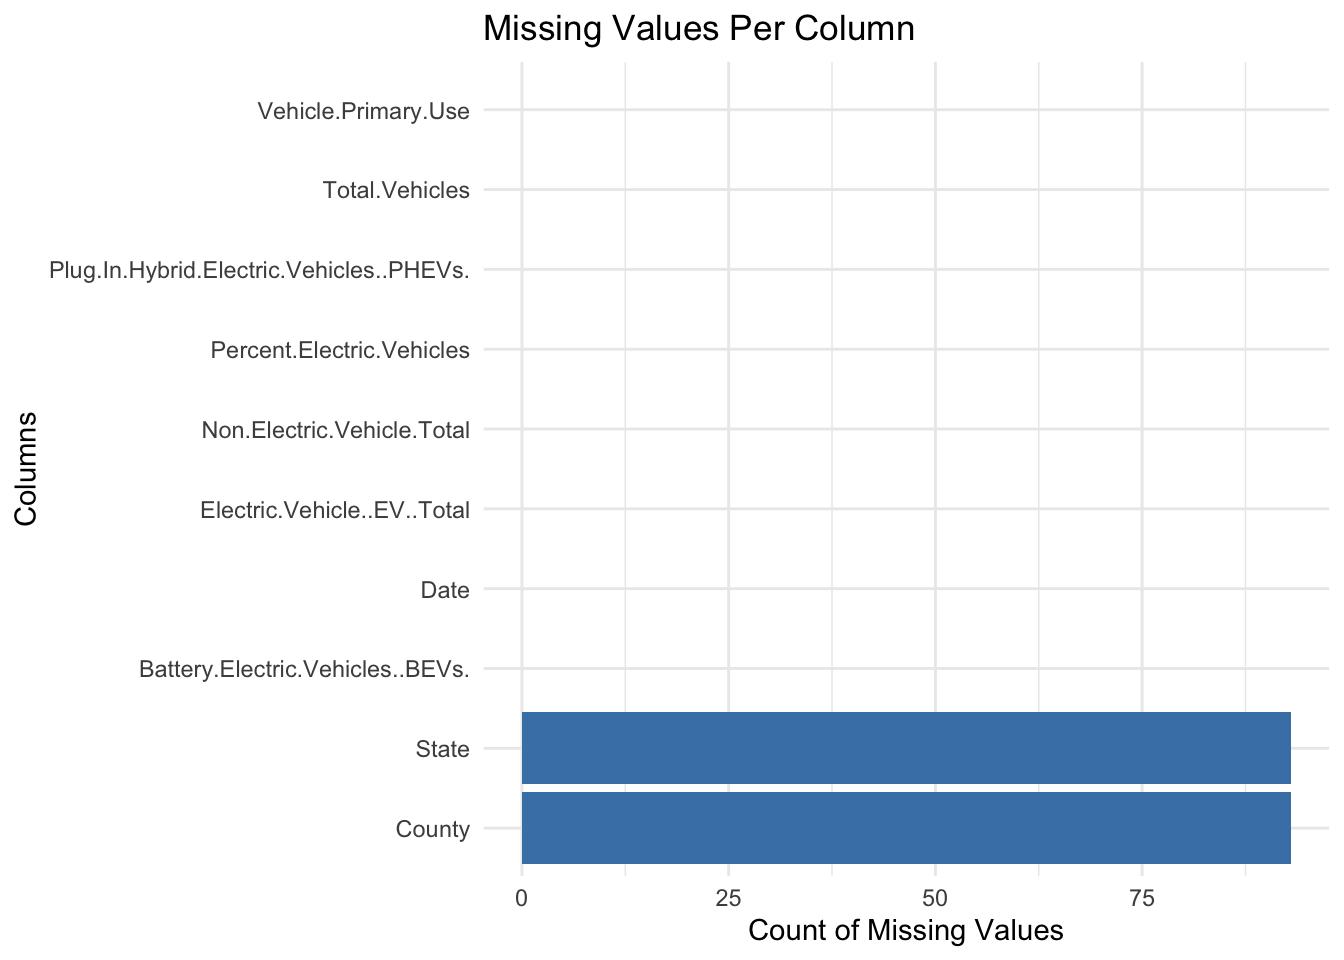 Missing Values Per Column
Vehicle.Primary.Use
Total.Vehicles
Plug.In.Hybrid.Electric.Vehicles..PHEVs.
Percent.Electric.Vehicles
Non.Electric.Vehicle.Total
Electric.Vehicle..EV..Total
Date
Battery.Electric.Vehicles..BEVs.
State
County
Columns
0 25 50 75
Count of Missing Values